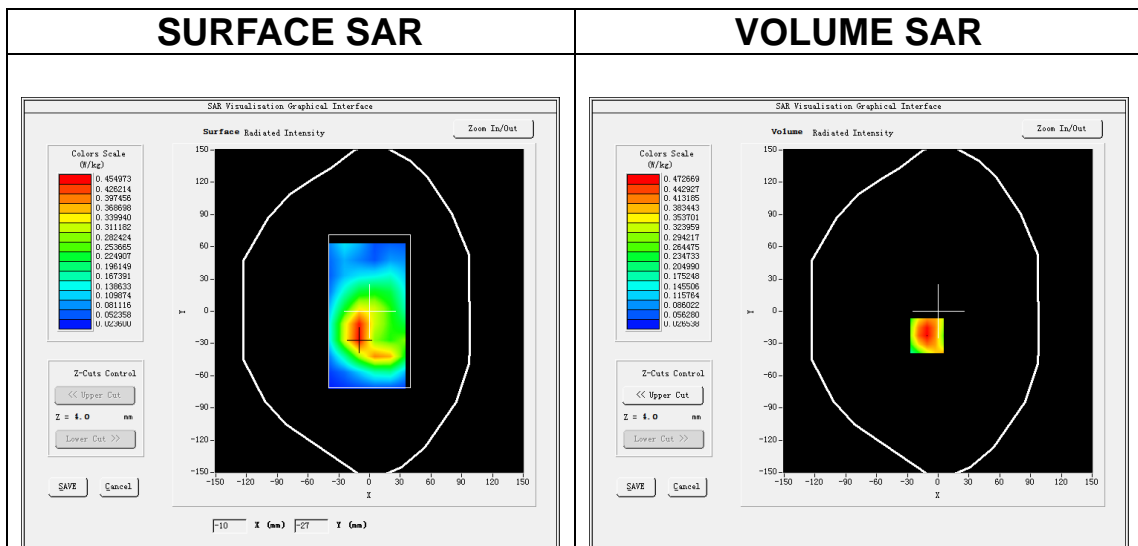 SURFACE SAR
VOLUME SAR
SAR Visualisation Graphical Interface
Surface Radiated Intensity
Zoom In/Out
Colors Scale
(W/kg)
0.454973
0.426214
0.397456
0.368698
0.339940
0.311182
0.282424
0.253665
0.224907
0.196149
0.167391
0.138633
0.109874
0.081116
0.052358
0.023600
Z-Cuts Control
<< Upper Cut
Z = 4.0 mm
Lower Cut >>
SAVE
Cancel
150
120
90
60
30
0
-30
-60
-90
-120
-150
Y
-150 -120 -90 -60 -30 0 30 60 90 120 150
X
-10 X (mm) -27 Y (mm)
SAR Visualisation Graphical Interface
Volume Radiated Intensity
Zoom In/Out
Colors Scale
(W/kg)
0.472669
0.442927
0.413185
0.383443
0.353701
0.323959
0.294217
0.264475
0.234733
0.204990
0.175248
0.145506
0.115764
0.086022
0.056280
0.026538
Z-Cuts Control
<< Upper Cut
Z = 4.0 mm
Lower Cut >>
SAVE
Cancel
150
120
90
60
30
0
-30
-60
-90
-120
-150
Y
-150 -120 -90 -60 -30 0 30 60 90 120 150
X